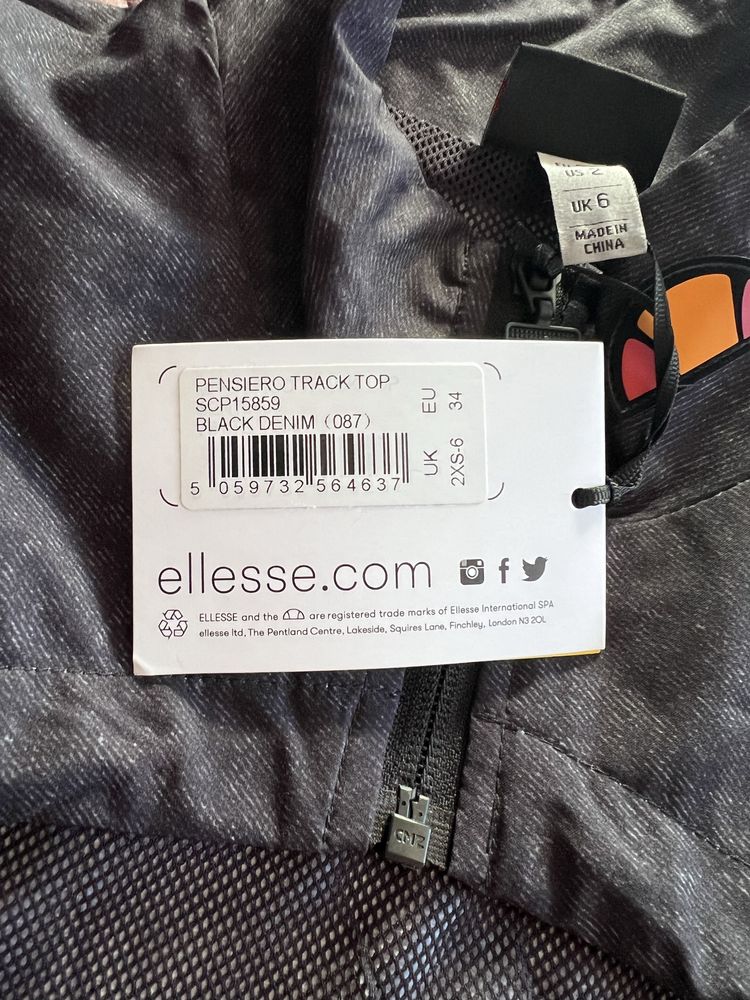 US 2
UK 6
MADE IN
CHINA
PENSIERO TRACK TOP
SCP15859
BLACK DENIM (087)
EU 34
UK 2XS-6
5 059732 564637
ellesse.com
ELLESSE and the are registered trade marks of Ellesse International SPA
ellesse ltd, The Pentland Centre, Lakeside, Squires Lane, Finchley, London N3 2QL